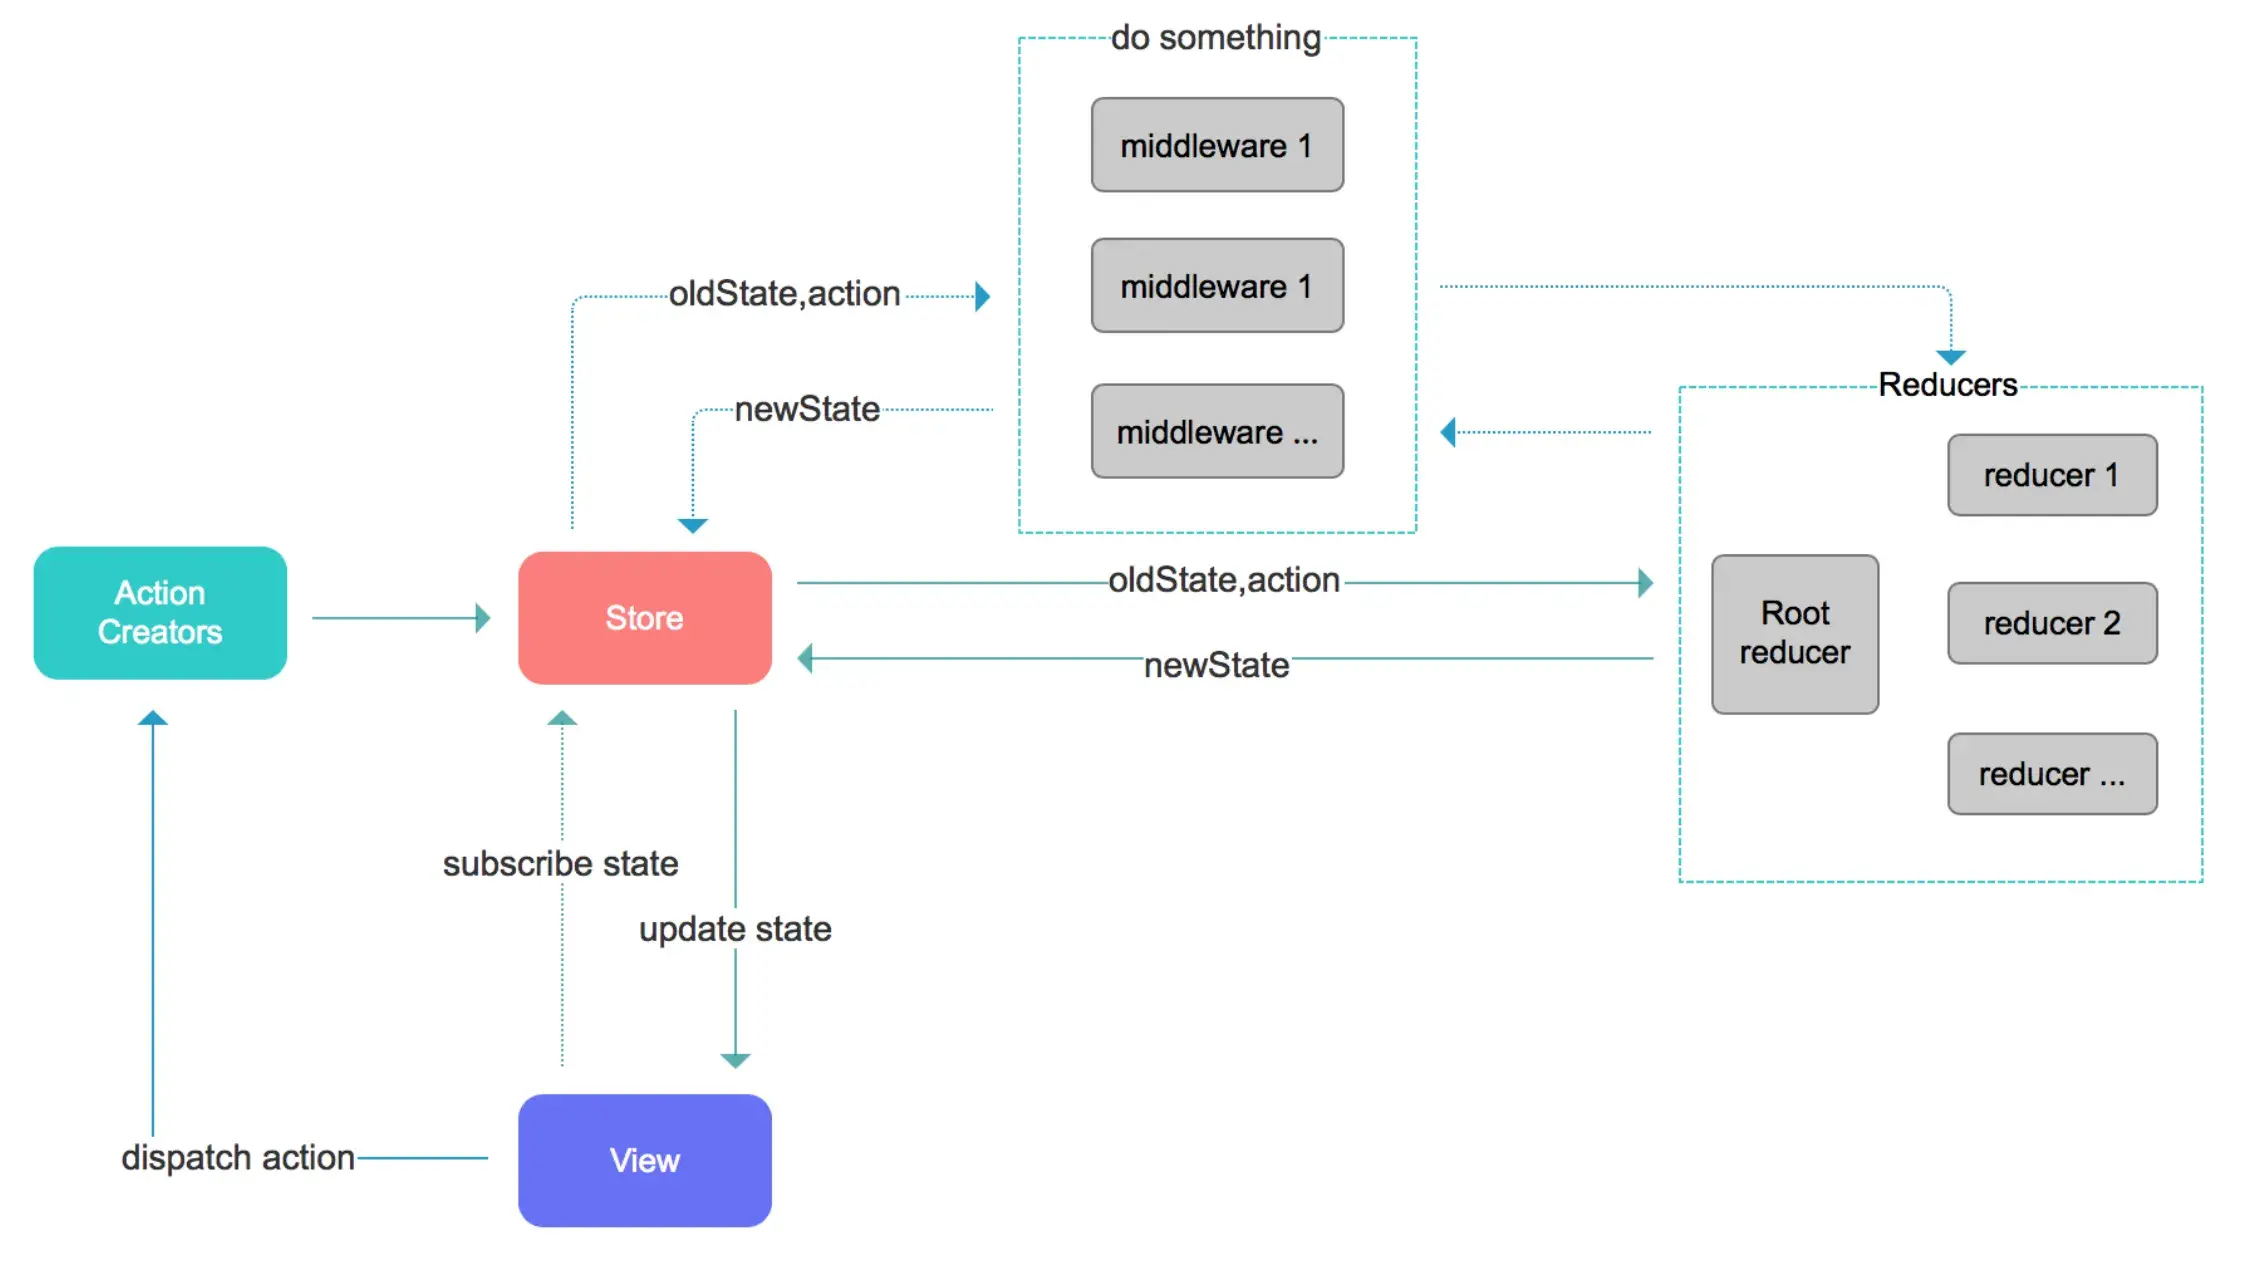 do something
middleware 1
middleware 1
middleware ...
oldState,action
newState
Reducers
reducer 1
Root
reducer
reducer 2
reducer ...
Action
Creators
Store
oldState,action
newState
subscribe state
update state
dispatch action
View